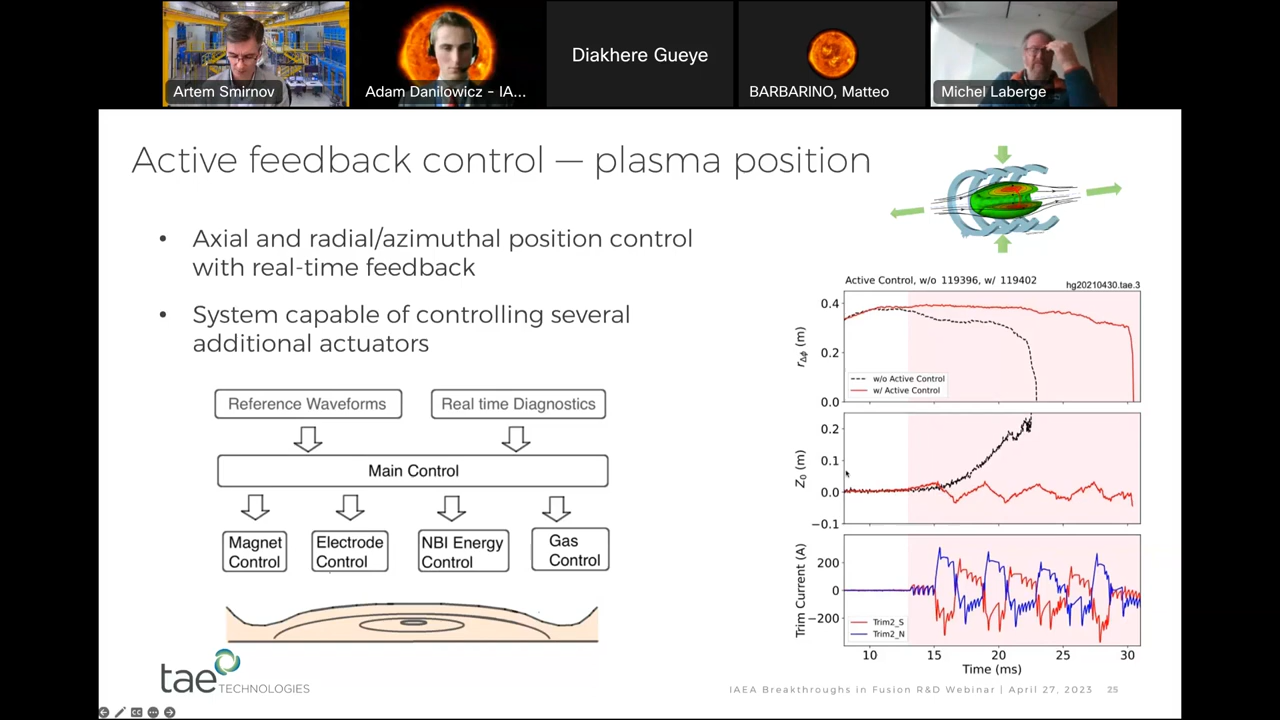 Artem Smirnov
Adam Danilowicz - IA...
Diakhere Gueye
BARBARINO, Matteo
Michel Laberge
Active feedback control — plasma position
• Axial and radial/azimuthal position control
with real-time feedback
• System capable of controlling several
additional actuators
Reference Waveforms
Real time Diagnostics
Main Control
Magnet
Control
Electrode
Control
NBI Energy
Control
Gas
Control
Active Control, w/o 119396, w/ 119402
hg20210430.tae.3
0.4
0.2
0.0
r_Δϕ (m)
w/o Active Control
w/ Active Control
0.2
0.1
0.0
−0.1
Z₀ (m)
200
0
−200
Trim Current (A)
Trim2_S
Trim2_N
10 15 20 25 30
Time (ms)
tae TECHNOLOGIES
IAEA Breakthroughs in Fusion R&D Webinar | April 27, 2023 25